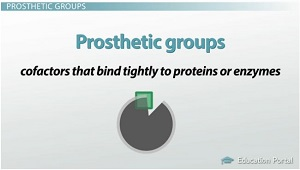 PROSTHETIC GROUPS
Prosthetic groups
cofactors that bind tightly to proteins or enzymes
Education Portal